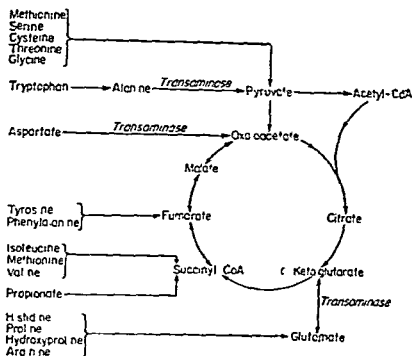 Methionine
Serine
Cysteine
Threonine
Glycine
Tryptophan
Alanine
Transaminase
Pyruvate
Acetyl-CoA
Aspartate
Transaminase
Oxaloacetate
Malate
Tyrosine
Phenylalanine
Fumarate
Citrate
Isoleucine
Methionine
Valine
Succinyl CoA
Ketoglutarate
Propionate
Transaminase
Histidine
Proline
Hydroxyproline
Arginine
Glutamate